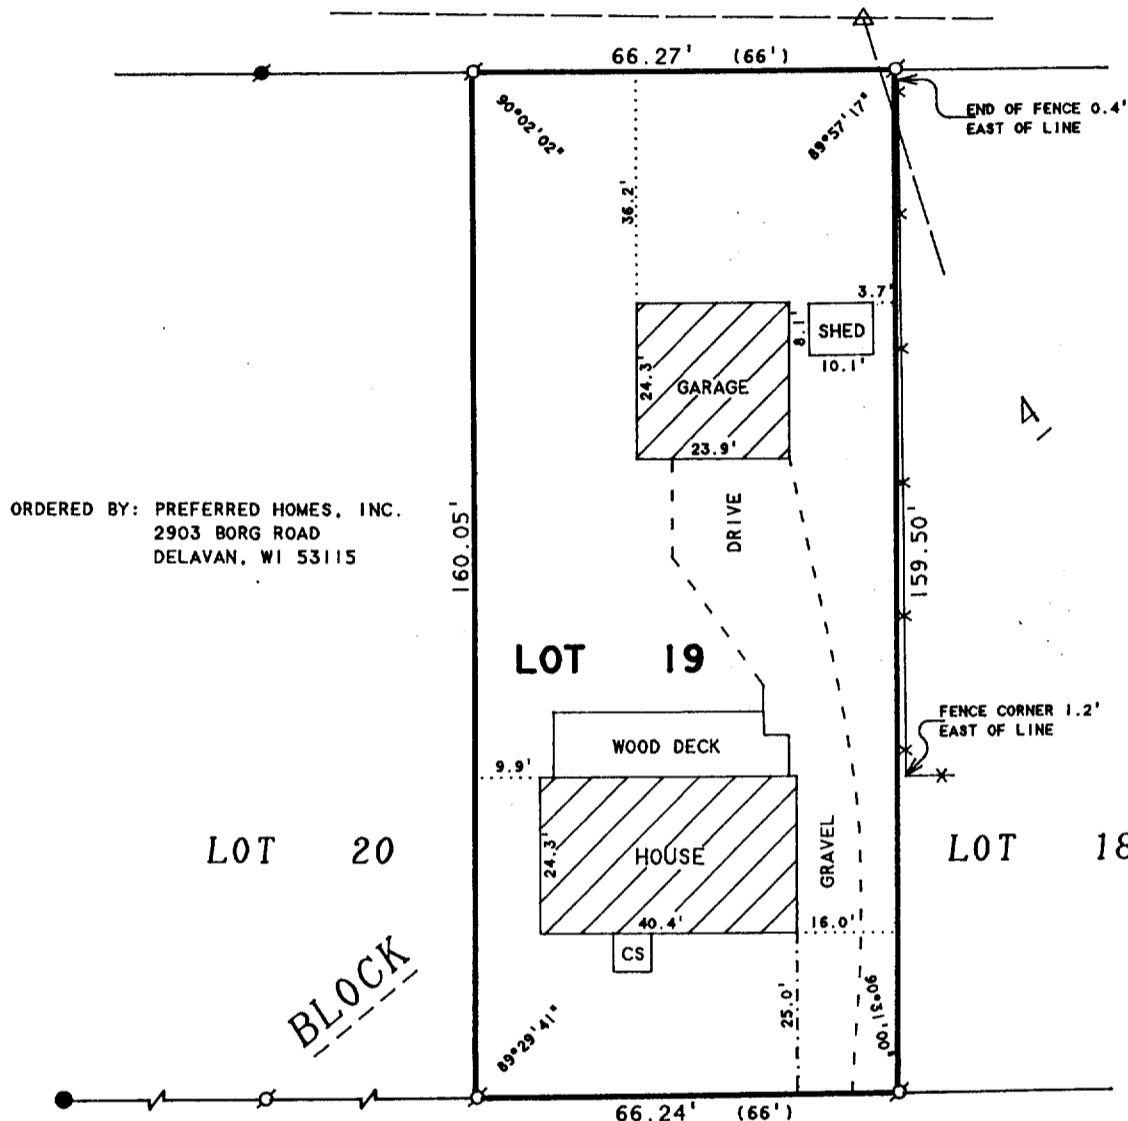 66.27' (66')
90°02'02"
89°57'17"
END OF FENCE 0.4'
EAST OF LINE
36.2'
3.7'
8.1'
SHED
10.1'
24.3'
GARAGE
23.9'
4
ORDERED BY: PREFERRED HOMES, INC.
2903 BORG ROAD
DELAVAN, WI 53115
160.05'
DRIVE
159.50'
LOT 19
FENCE CORNER 1.2'
EAST OF LINE
WOOD DECK
9.9'
LOT 20
24.3'
HOUSE
GRAVEL
LOT 18
40.4'
16.0'
CS
BLOCK
25.0'
90°31'00"
89°29'41"
66.24' (66')